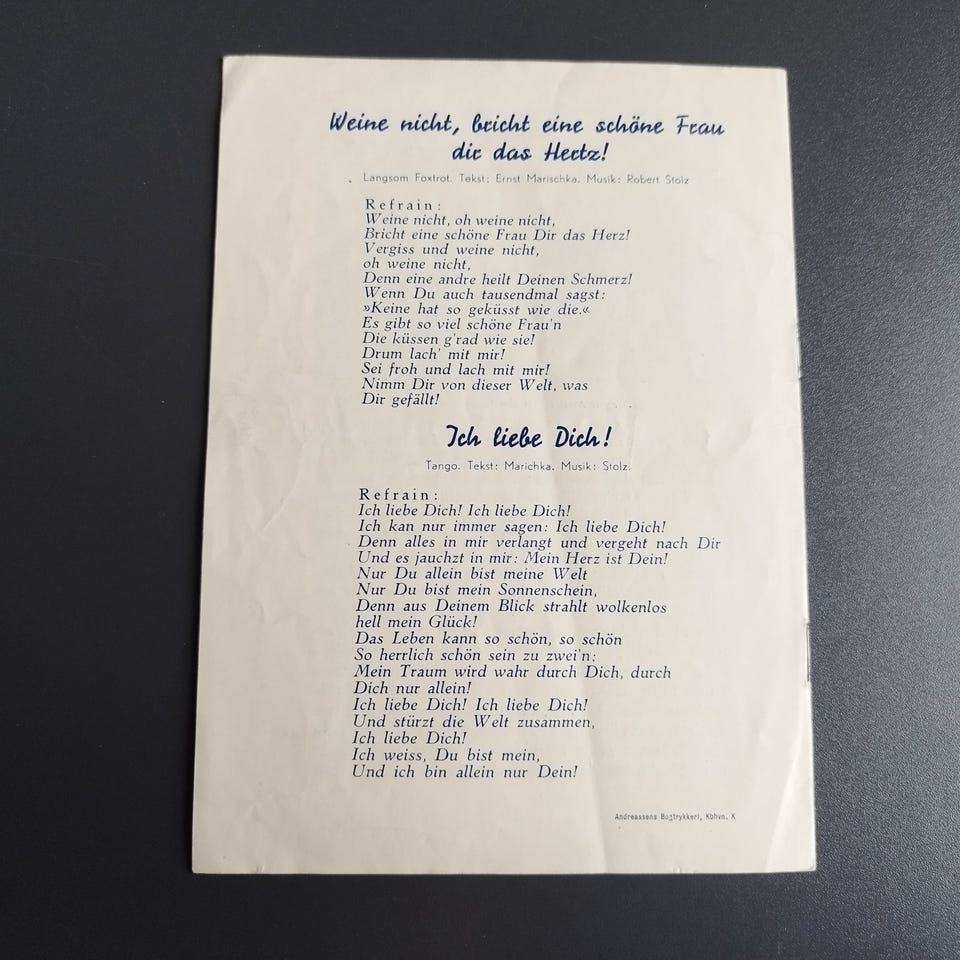 Weine nicht, bricht eine schöne Frau
dir das Hertz!
Langsom Foxtrot. Tekst: Ernst Marischka. Musik: Robert Stolz
Refrain:
Weine nicht, oh weine nicht,
Bricht eine schöne Frau Dir das Herz!
Vergiss und weine nicht,
oh weine nicht,
Denn eine andre heilt Deinen Schmerz!
Wenn Du auch tausendmal sagst:
»Keine hat so geküsst wie die.«
Es gibt so viel schöne Frau'n
Die küssen g'rad wie sie!
Drum lach' mit mir!
Sei froh und lach mit mir!
Nimm Dir von dieser Welt, was
Dir gefällt!
Ich liebe Dich!
Tango. Tekst: Marichka. Musik: Stolz.
Refrain:
Ich liebe Dich! Ich liebe Dich!
Ich kan nur immer sagen: Ich liebe Dich!
Denn alles in mir verlangt und vergeht nach Dir
Und es jauchzt in mir: Mein Herz ist Dein!
Nur Du allein bist meine Welt
Nur Du bist mein Sonnenschein,
Denn aus Deinem Blick strahlt wolkenlos
hell mein Glück!
Das Leben kann so schön, so schön
So herrlich schön sein zu zwei'n;
Mein Traum wird wahr durch Dich, durch
Dich nur allein!
Ich liebe Dich! Ich liebe Dich!
Und stürzt die Welt zusammen,
Ich liebe Dich!
Ich weiss, Du bist mein,
Und ich bin allein nur Dein!
Andreassens Bogtrykkeri, Kbhvn. K